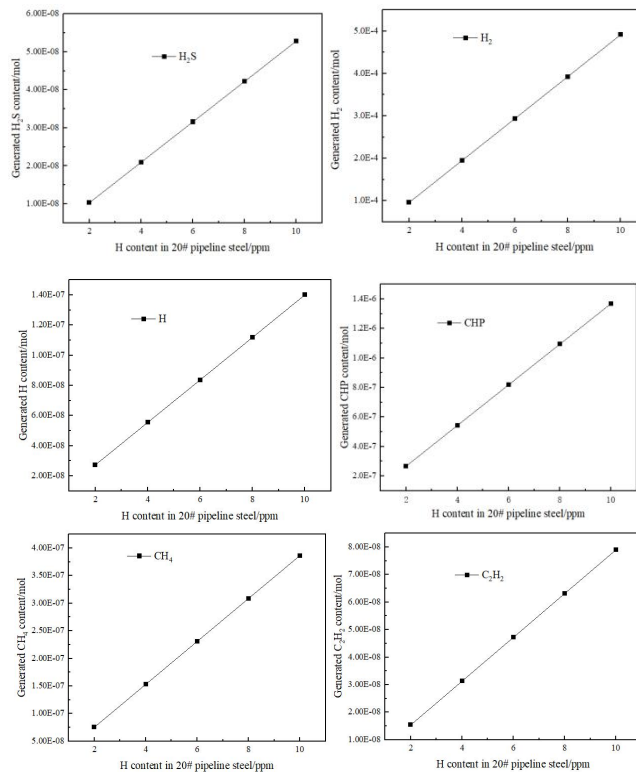 6.00E-08
5.00E-08
4.00E-08
3.00E-08
2.00E-08
1.00E-08
Generated H₂S content/mol
H₂S
2 4 6 8 10
H content in 20# pipeline steel/ppm
5.0E-4
4.0E-4
3.0E-4
2.0E-4
1.0E-4
Generated H₂ content/mol
H₂
2 4 6 8 10
H content in 20# pipeline steel/ppm
1.40E-07
1.20E-07
1.00E-07
8.00E-08
6.00E-08
4.00E-08
2.00E-08
Generated H content/mol
H
2 4 6 8 10
H content in 20# pipeline steel/ppm
1.4E-6
1.2E-6
1.0E-6
8.0E-7
6.0E-7
4.0E-7
2.0E-7
Generated CHP content/mol
CHP
2 4 6 8 10
H content in 20# pipeline steel/ppm
4.00E-07
3.00E-07
2.50E-07
2.00E-07
1.50E-07
1.00E-07
5.00E-08
Generated CH₄ content/mol
CH₄
2 4 6 8 10
H content in 20# pipeline steel/ppm
8.00E-08
7.00E-08
6.00E-08
5.00E-08
4.00E-08
3.00E-08
2.00E-08
1.00E-08
Generated C₂H₂ content/mol
C₂H₂
2 4 6 8 10
H content in 20# pipeline steel/ppm